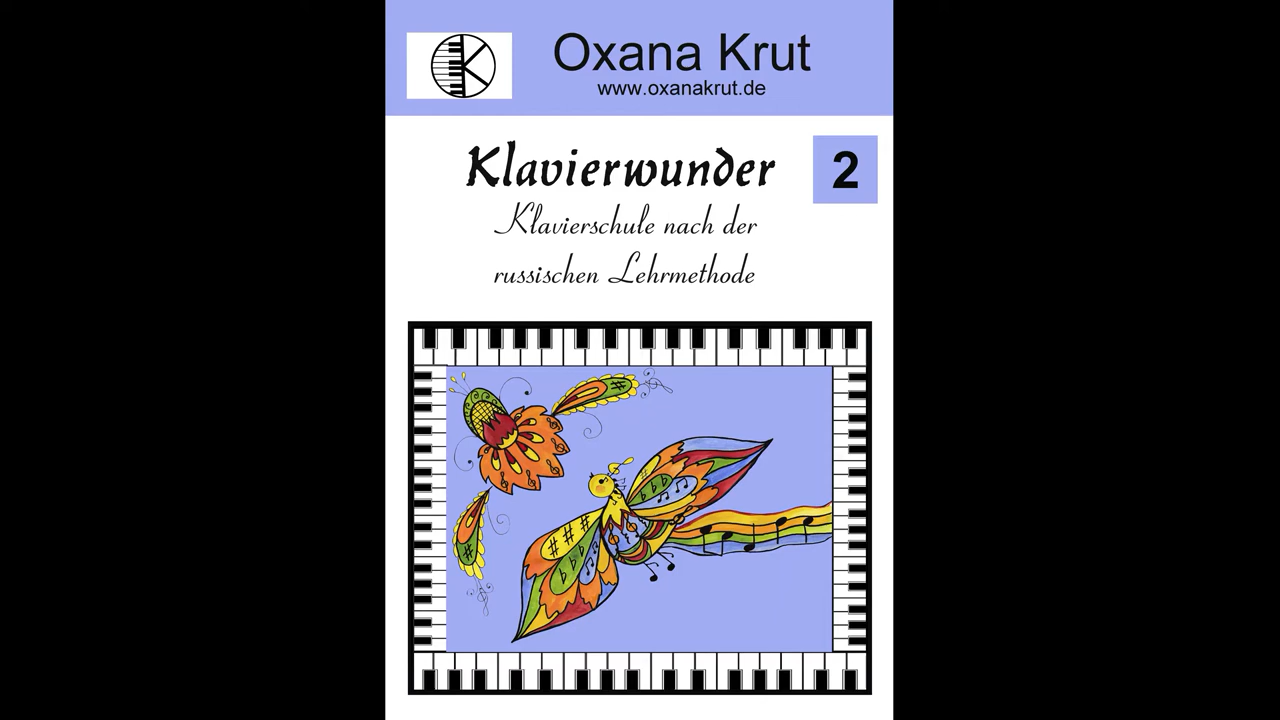 Oxana Krut
www.oxanakrut.de
K
Klavierwunder
2
Klavierschule nach der
russischen Lehrmethode